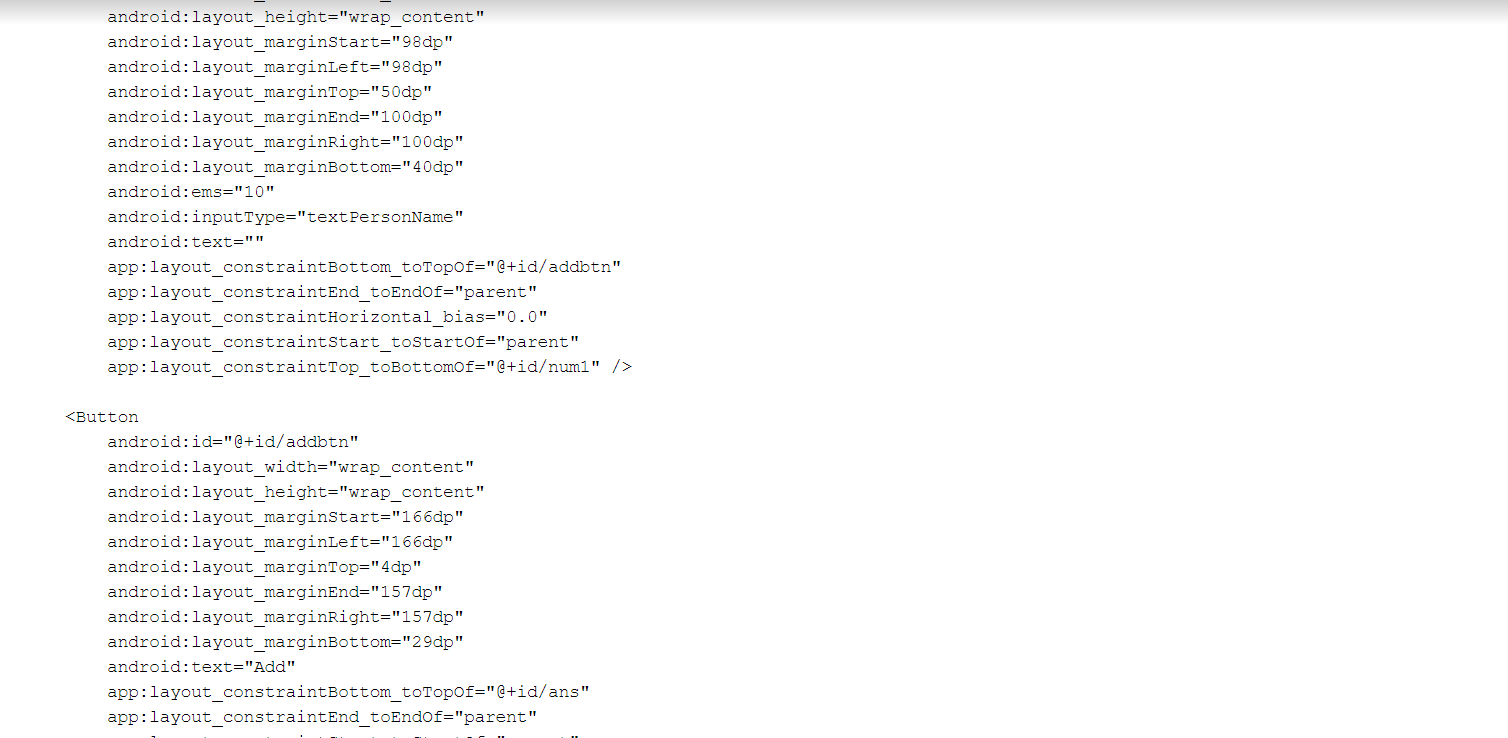 android:layout_height="wrap_content"
android:layout_marginStart="98dp"
android:layout_marginLeft="98dp"
android:layout_marginTop="50dp"
android:layout_marginEnd="100dp"
android:layout_marginRight="100dp"
android:layout_marginBottom="40dp"
android:ems="10"
android:inputType="textPersonName"
android:text=""
app:layout_constraintBottom_toTopOf="@+id/addbtn"
app:layout_constraintEnd_toEndOf="parent"
app:layout_constraintHorizontal_bias="0.0"
app:layout_constraintStart_toStartOf="parent"
app:layout_constraintTop_toBottomOf="@+id/num1" />
<Button
android:id="@+id/addbtn"
android:layout_width="wrap_content"
android:layout_height="wrap_content"
android:layout_marginStart="166dp"
android:layout_marginLeft="166dp"
android:layout_marginTop="4dp"
android:layout_marginEnd="157dp"
android:layout_marginRight="157dp"
android:layout_marginBottom="29dp"
android:text="Add"
app:layout_constraintBottom_toTopOf="@+id/ans"
app:layout_constraintEnd_toEndOf="parent"